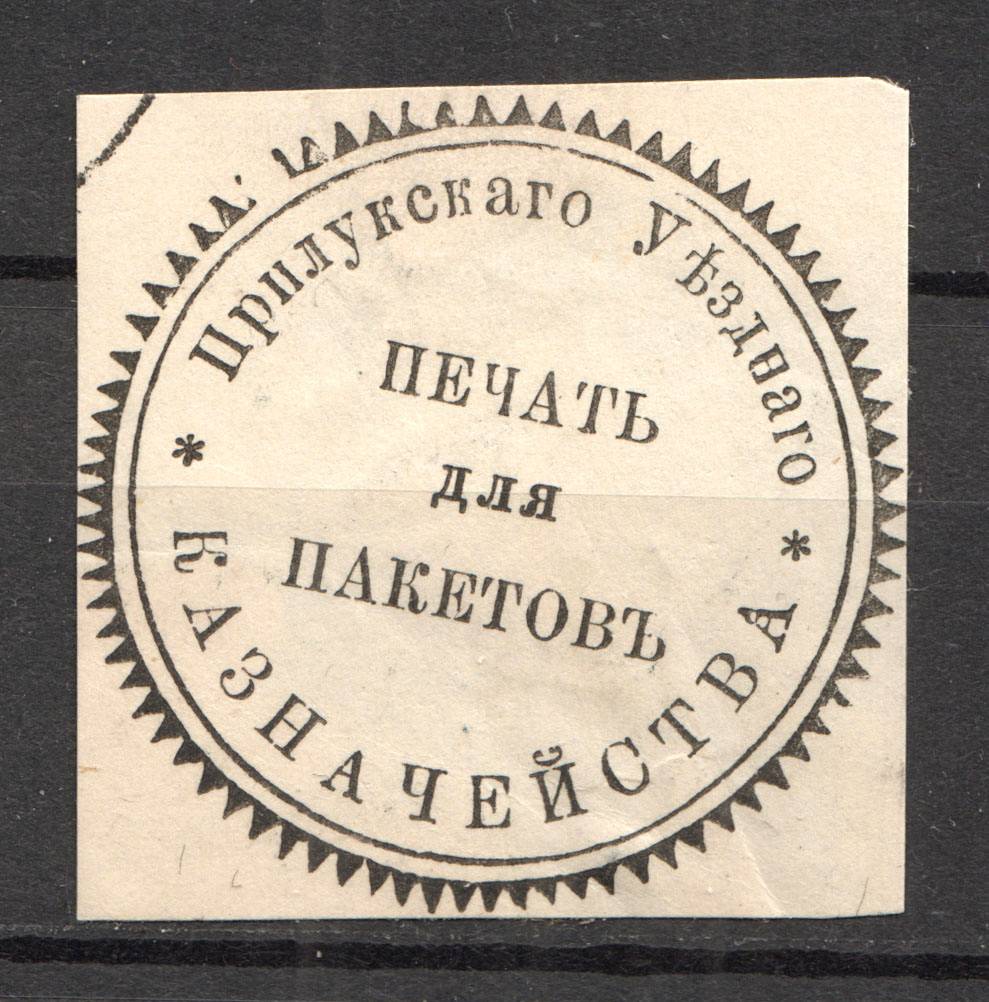 Прилукскаго Уѣзднаго
КАЗНАЧЕЙСТВА
ПЕЧАТЬ
для
ПАКЕТОВЪ